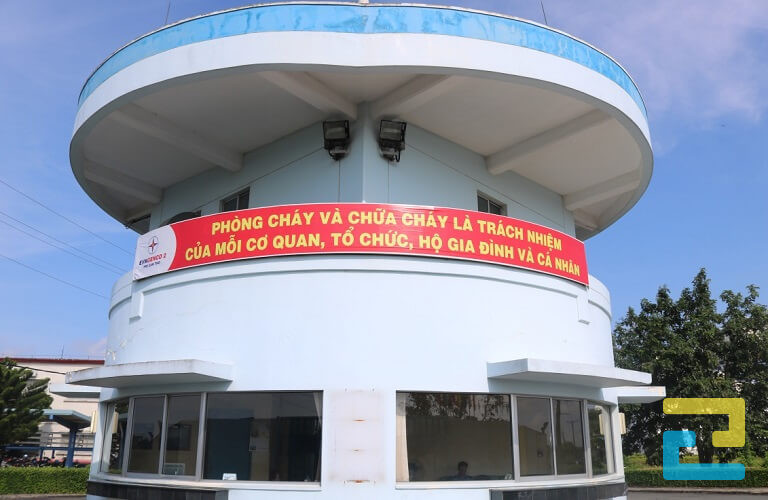 PHÒNG CHÁY VÀ CHỮA CHÁY LÀ TRÁCH NHIỆM
CỦA MỖI CƠ QUAN, TỔ CHỨC, HỘ GIA ĐÌNH VÀ CÁ NHÂN
EVNGENCO 2